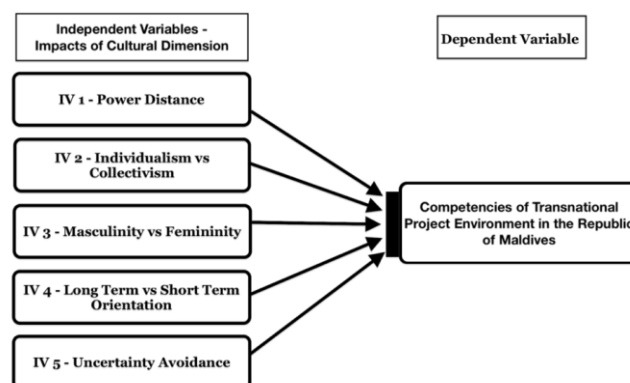 Independent Variables -
Impacts of Cultural Dimension
Dependent Variable
IV 1 - Power Distance
IV 2 - Individualism vs
Collectivism
IV 3 - Masculinity vs Femininity
IV 4 - Long Term vs Short Term
Orientation
IV 5 - Uncertainty Avoidance
Competencies of Transnational
Project Environment in the Republic
of Maldives